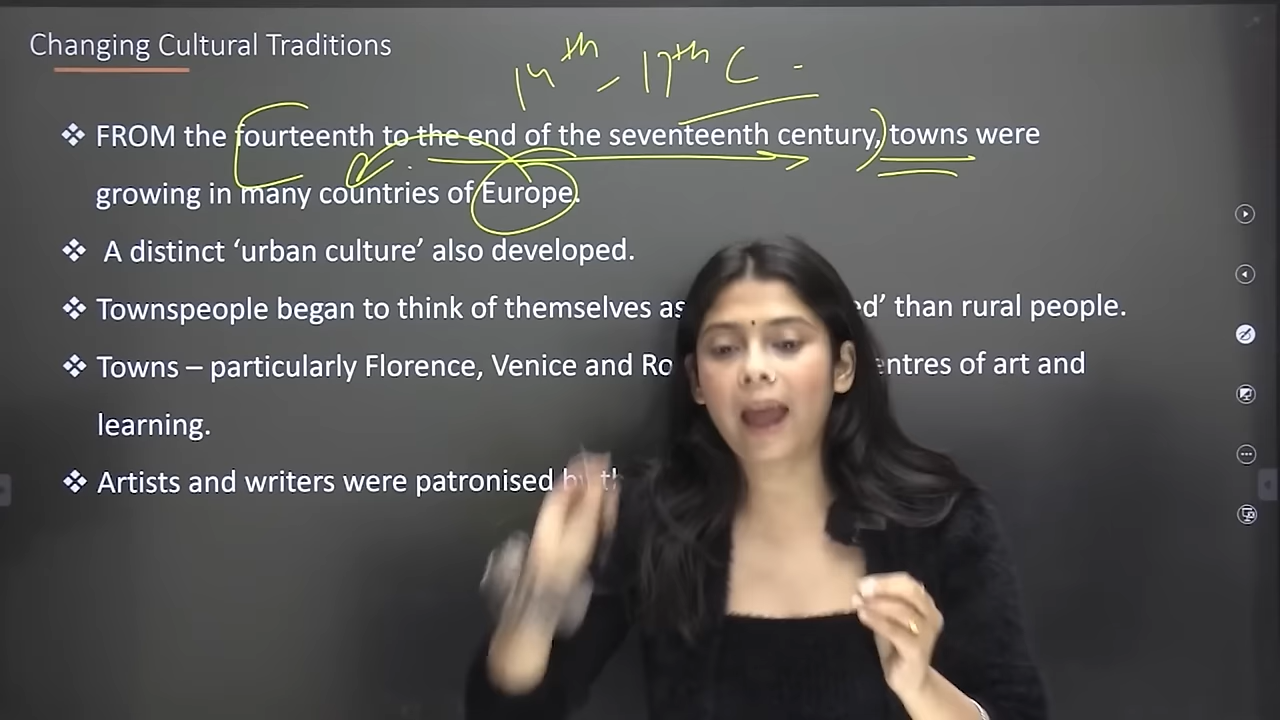 Changing Cultural Traditions
14th - 17th C
❖ FROM the fourteenth to the end of the seventeenth century, towns were
growing in many countries of Europe.
❖ A distinct ‘urban culture’ also developed.
❖ Townspeople began to think of themselves as ed’ than rural people.
❖ Towns – particularly Florence, Venice and Ro entres of art and
learning.
❖ Artists and writers were patronised by th